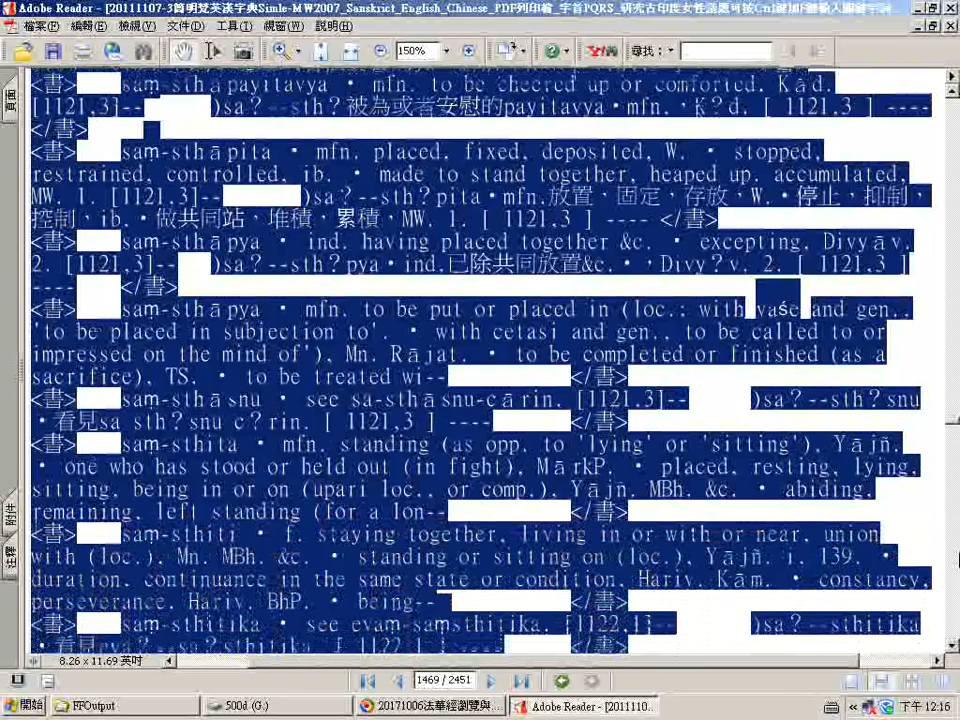 Adobe Reader - [20111107-3簡明梵英漢字典Simle-MW2007_Sanskrict_English_Chinese_PDF列印檔_字首PQRS_研究古印度女性議題可按Ctrl鍵加F鍵輸入關鍵字
檔案(F) 編輯(E) 檢視(V) 文件(D) 工具(T) 視窗(W) 說明(H)
150% 尋找：
頁面
<書> saṃ-sthāpayitavya • mfn. to be cheered up or comforted. Kād.
[1121,3]-- )sa?--sth?被為或者安慰的payitavya•mfn.，K?d. [ 1121,3 ] ----
</書>
<書> saṃ-sthāpita • mfn. placed, fixed, deposited, W. • stopped,
restrained, controlled, ib. • made to stand together, heaped up. accumulated,
MW. 1. [1121,3]-- )sa?--sth?pita•mfn.放置，固定，存放，W.•停止，抑制，
控制，ib.•做共同站，堆積，累積，MW. 1. [ 1121,3 ] ---- </書>
<書> saṃ-sthāpya • ind. having placed together &c. • excepting, Divyāv.
2. [1121,3]-- )sa?--sth?pya•ind.已除共同放置&c.•，Divy?v. 2. [ 1121,3 ]
---- </書>
<書> saṃ-sthāpya • mfn. to be put or placed in (loc.; with vaśe and gen.,
'to be placed in subjection to'. • with cetasi and gen., to be called to or
impressed on the mind of'), Mn. Rājat. • to be completed or finished (as a
sacrifice), TS. • to be treated wi-- </書>
<書> saṃ-sthāsnu • see sa-sthāsnu-cārin. [1121,3]-- )sa?--sth?snu
•看見sa sth?snu c?rin. [ 1121,3 ] ---- </書>
<書> saṃ-sthita • mfn. standing (as opp. to 'lying' or 'sitting'), Yājñ.
• one who has stood or held out (in fight), MārkP. • placed, resting, lying,
sitting, being in or on (upari loc., or comp.), Yājñ. MBh. &c. • abiding,
remaining, left standing (for a lon-- </書>
<書> saṃ-sthiti • f. staying together, living in or with or near, union
with (loc.), Mn. MBh. &c. • standing or sitting on (loc.), Yājñ. i, 139. •
duration, continuance in the same state or condition, Hariv. Kām. • constancy,
perseverance. Hariv. BhP. • being-- </書>
<書> saṃ-sthitika • see evam-saṃsthitika. [1122,1]-- )sa?--sthitika
附件
注釋
8.26 x 11.69 英吋
1469 / 2451
開始 FFOutput 500d (G:) 20171006法華經瀏覽與... Adobe Reader - [201110... 下午 12:16